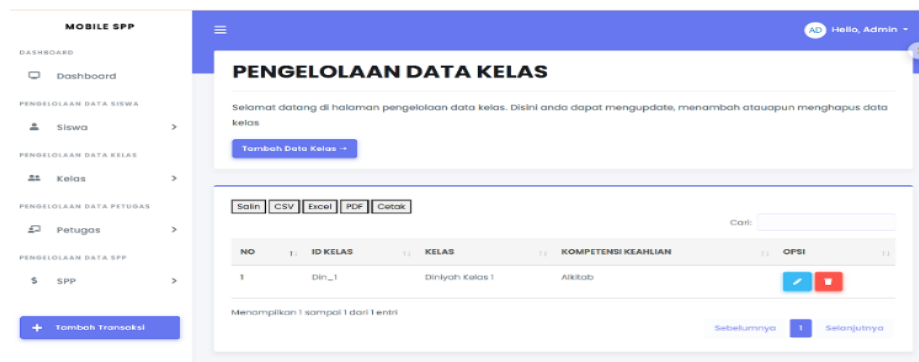 MOBILE SPP
DASHBOARD
Dashboard
PENGELOLAAN DATA SISWA
Siswa
PENGELOLAAN DATA KELAS
Kelas
PENGELOLAAN DATA PETUGAS
Petugas
PENGELOLAAN DATA SPP
$ SPP
+ Tambah Transaksi
AD Hello, Admin
PENGELOLAAN DATA KELAS
Selamat datang di halaman pengelolaan data kelas. Disini anda dapat mengupdate, menambah atauapun menghapus data
kelas
Tambah Data Kelas →
Salin CSV Excel PDF Cetak
Cari:
NO ID KELAS KELAS KOMPETENSI KEAHLIAN OPSI
1 Din_1 Diniyah Kelas 1 Alkitab
Menampilkan 1 sampai 1 dari 1 entri
Sebelumnya 1 Selanjutnya